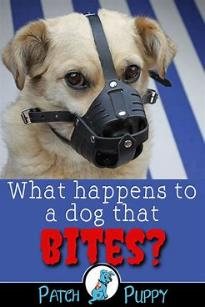 What happens to
a dog that
BITES?
PATCH PUPPY